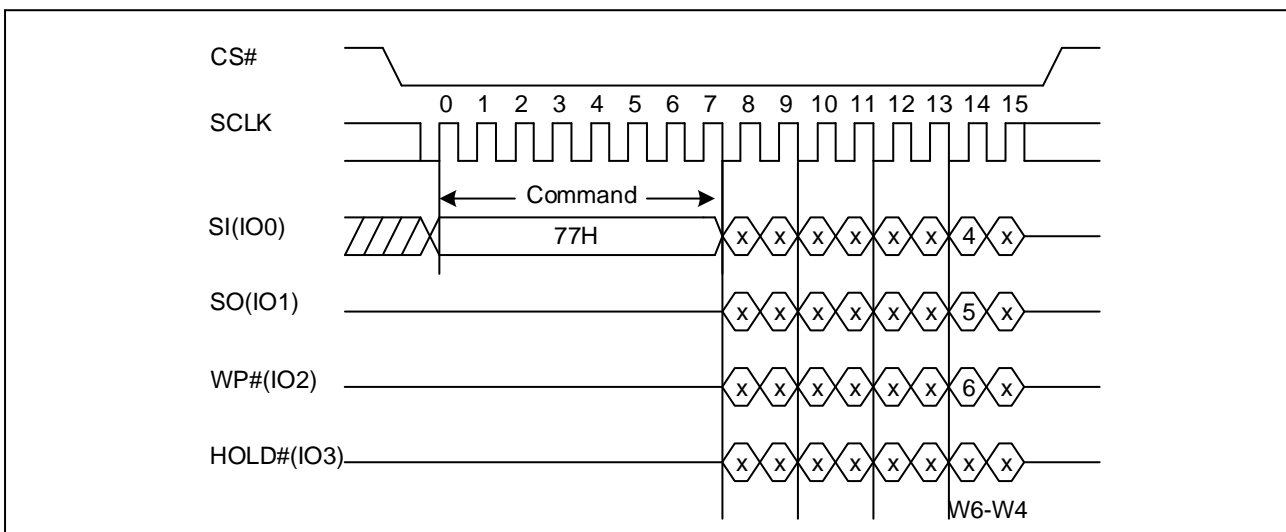 CS#
0 1 2 3 4 5 6 7 8 9 10 11 12 13 14 15
SCLK
Command
SI(IO0) 77H x x x x x x 4 x
SO(IO1) x x x x x x 5 x
WP#(IO2) x x x x x x 6 x
HOLD#(IO3) x x x x x x x x
W6-W4